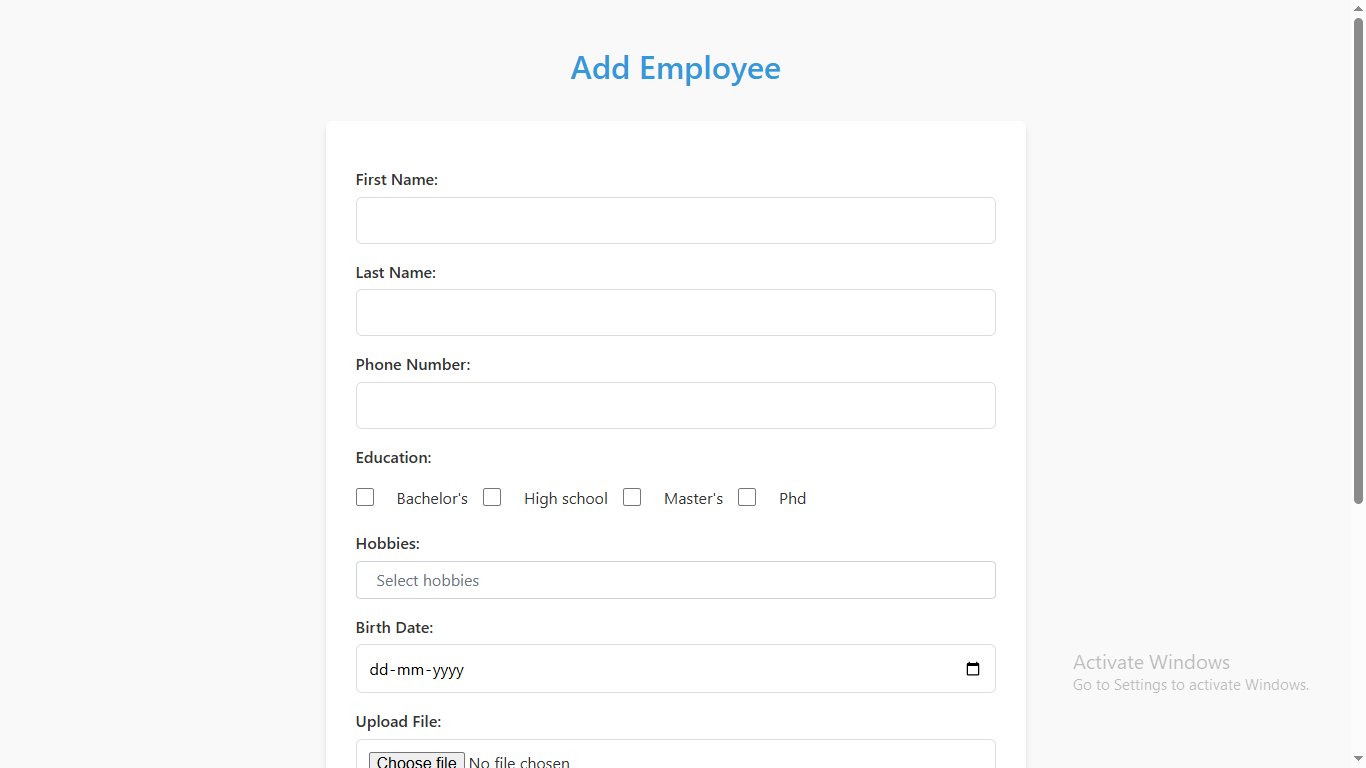 Add Employee
First Name:
Last Name:
Phone Number:
Education:
Bachelor's High school Master's Phd
Hobbies:
Select hobbies
Birth Date:
dd-mm-yyyy
Activate Windows
Go to Settings to activate Windows.
Upload File:
Choose file No file chosen